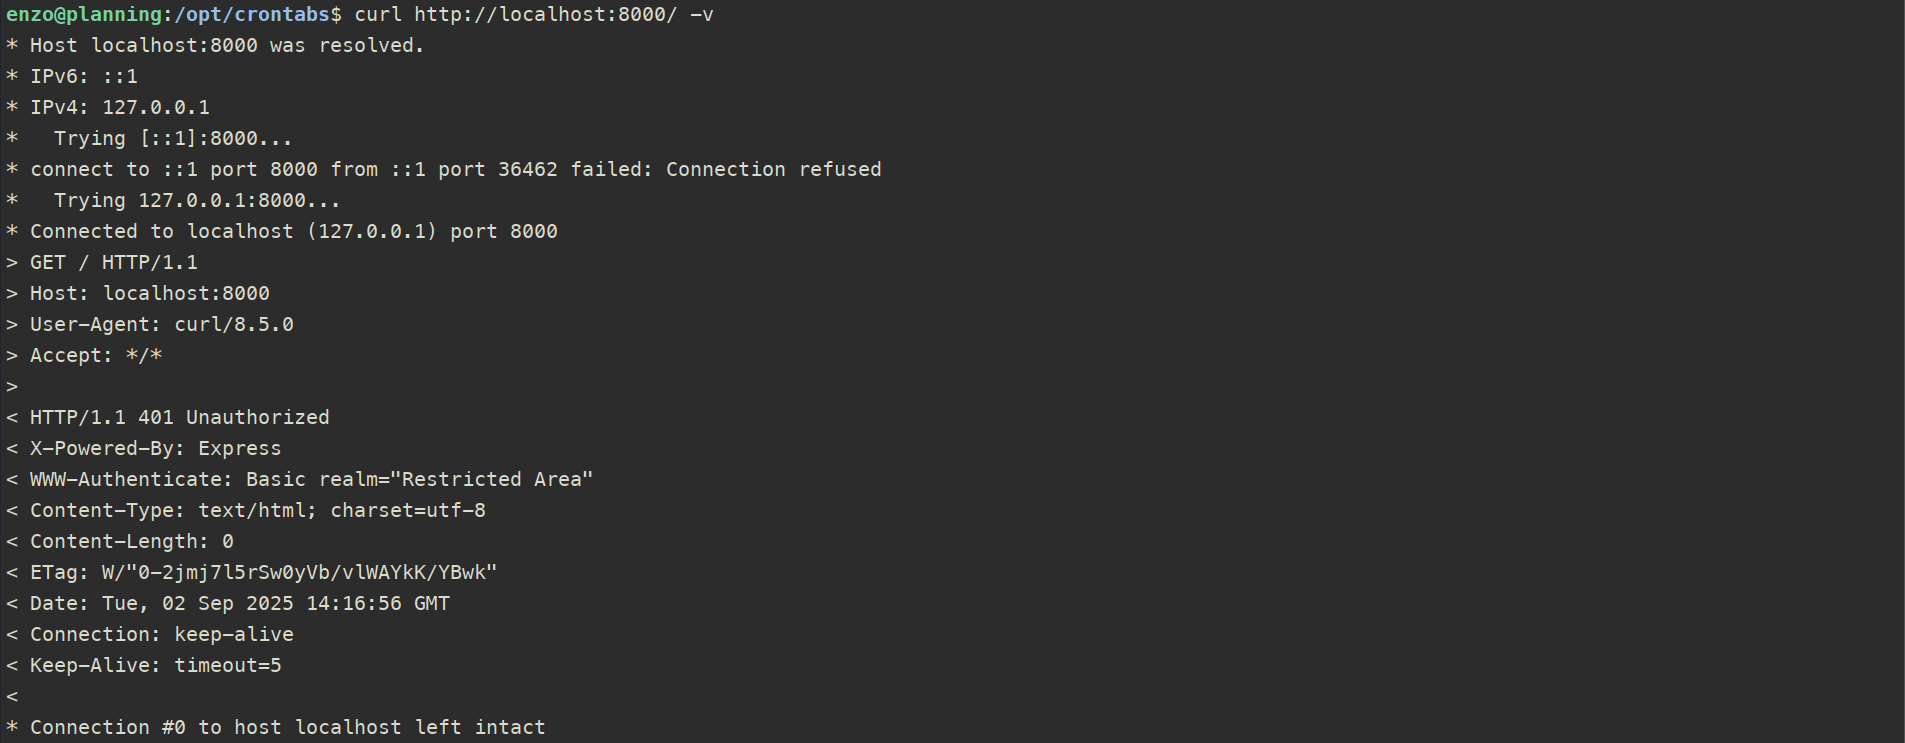 enzo@planning:/opt/crontabs$ curl http://localhost:8000/ -v
* Host localhost:8000 was resolved.
* IPv6: ::1
* IPv4: 127.0.0.1
*   Trying [::1]:8000...
* connect to ::1 port 8000 from ::1 port 36462 failed: Connection refused
*   Trying 127.0.0.1:8000...
* Connected to localhost (127.0.0.1) port 8000
> GET / HTTP/1.1
> Host: localhost:8000
> User-Agent: curl/8.5.0
> Accept: */*
>
< HTTP/1.1 401 Unauthorized
< X-Powered-By: Express
< WWW-Authenticate: Basic realm="Restricted Area"
< Content-Type: text/html; charset=utf-8
< Content-Length: 0
< ETag: W/"0-2jmj7l5rSw0yVb/vlWAYkK/YBwk"
< Date: Tue, 02 Sep 2025 14:16:56 GMT
< Connection: keep-alive
< Keep-Alive: timeout=5
<
* Connection #0 to host localhost left intact